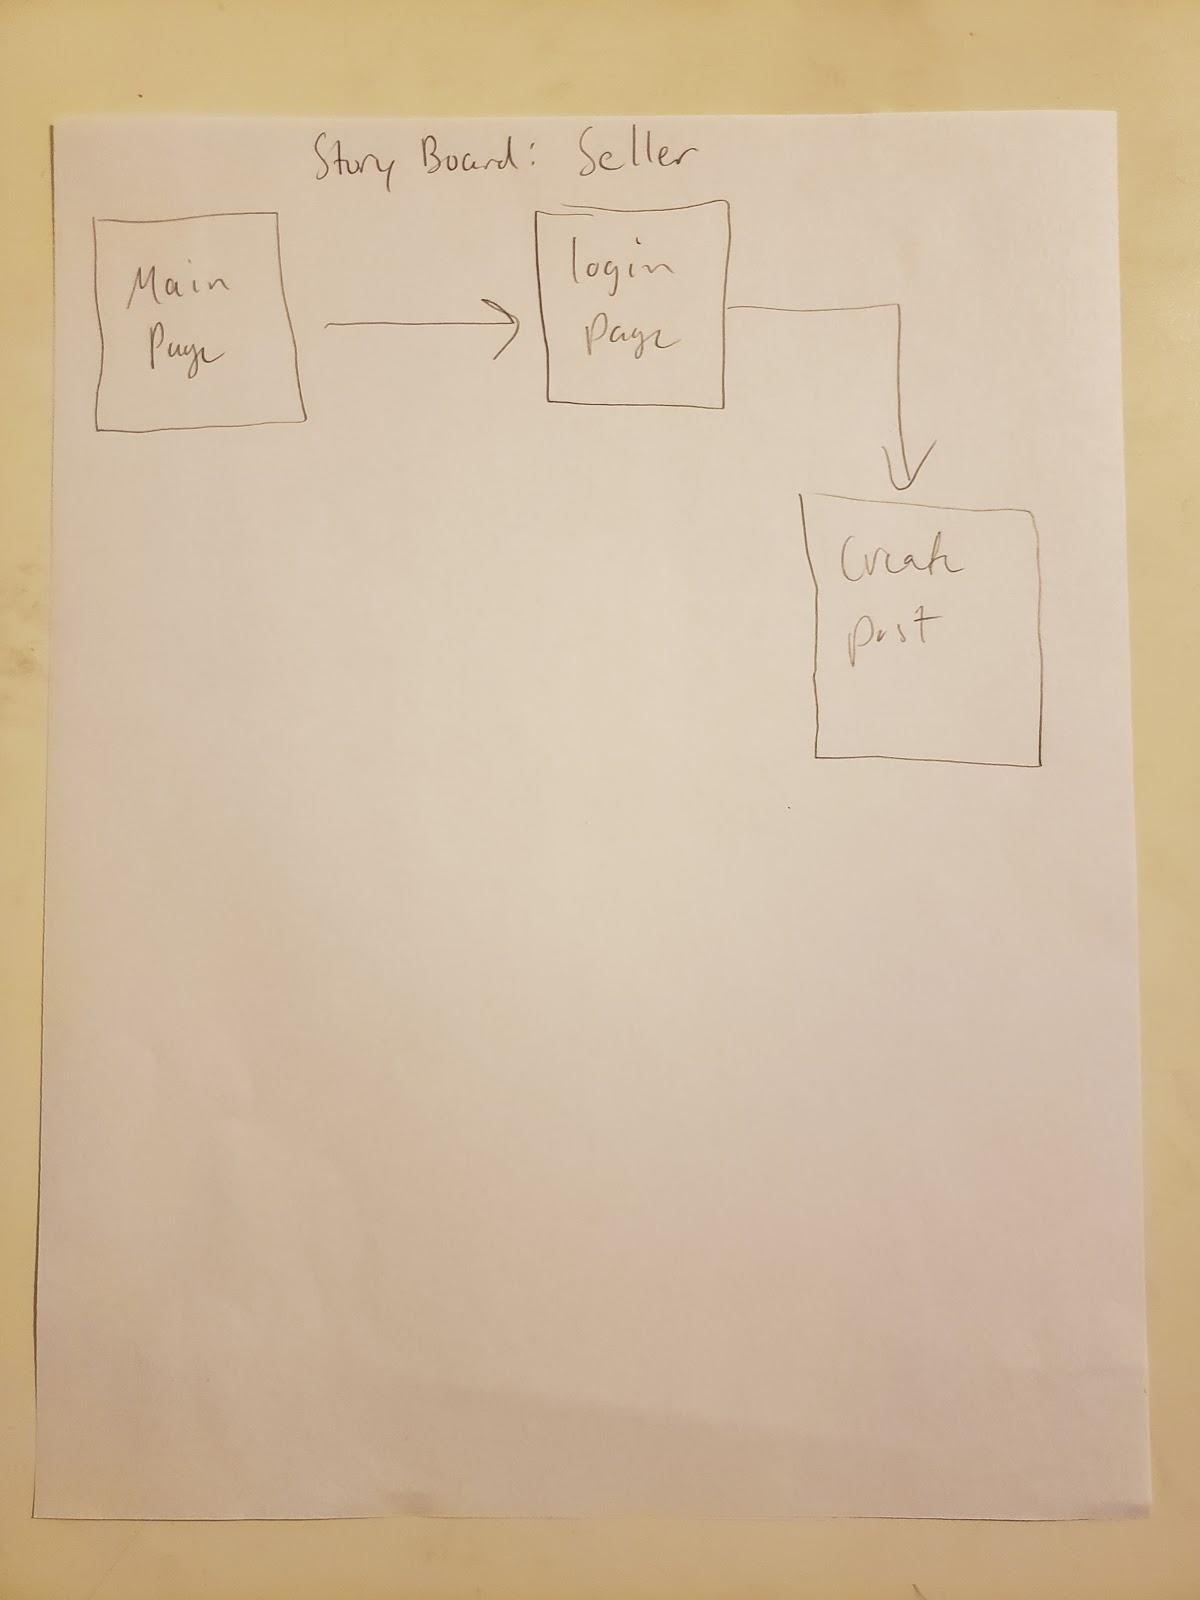 Story Board: Seller
Main
Page
login
page
Create
post